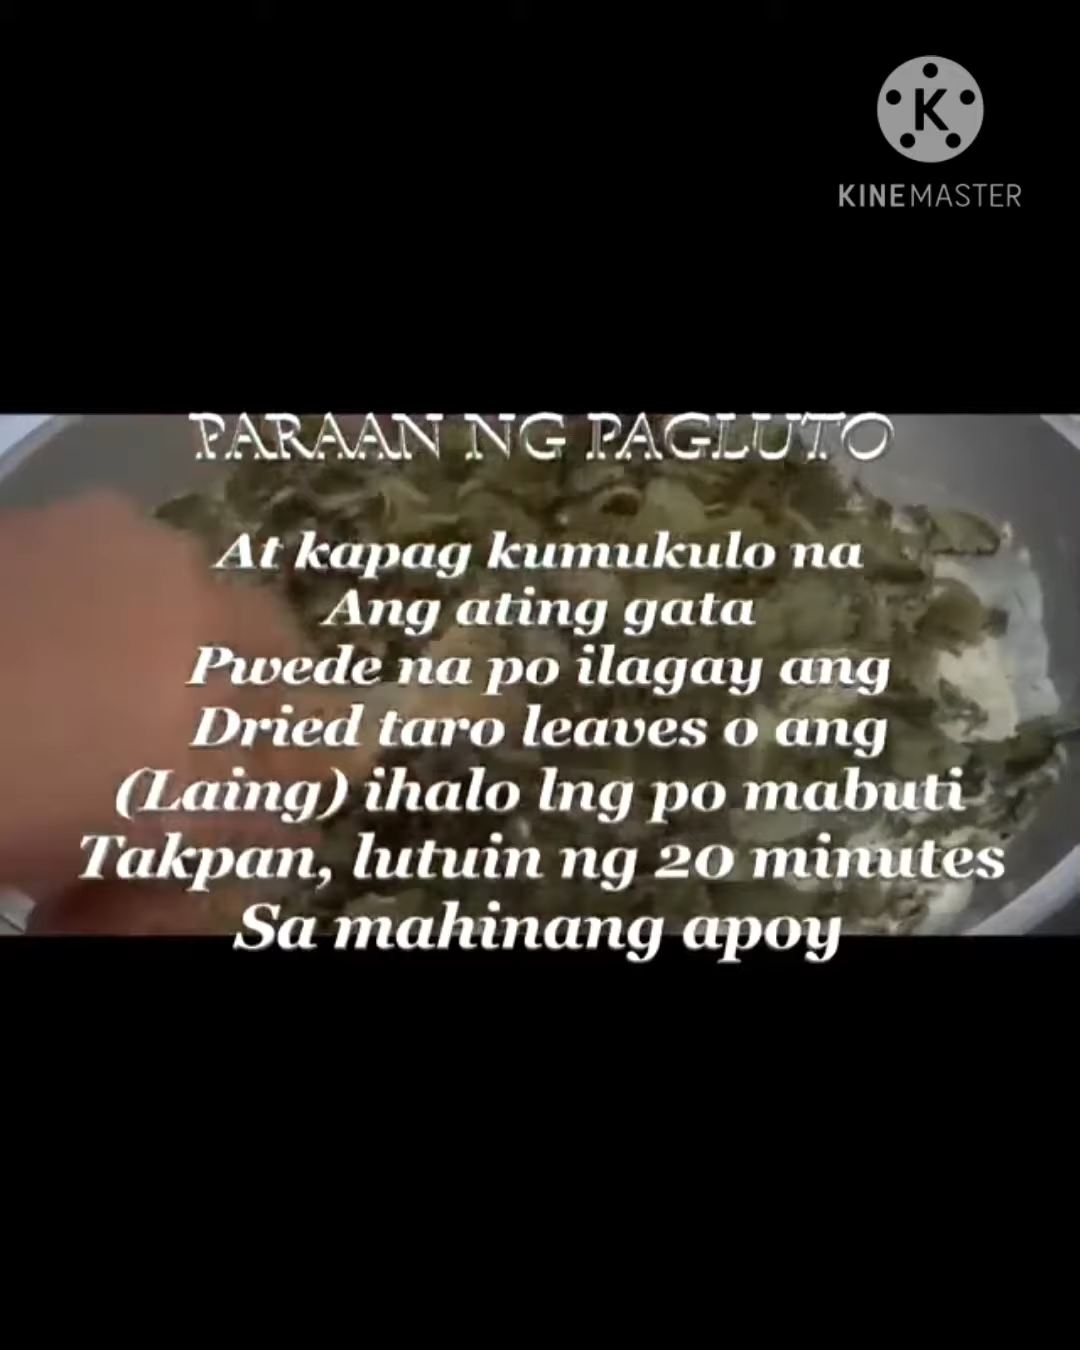 K
KINEMASTER
PARAAN NG PAGLUTO
At kapag kumukulo na
Ang ating gata
Pwede na po ilagay ang
Dried taro leaves o ang
(Laing) ihalo lng po mabuti
Takpan, lutuin ng 20 minutes
Sa mahinang apoy